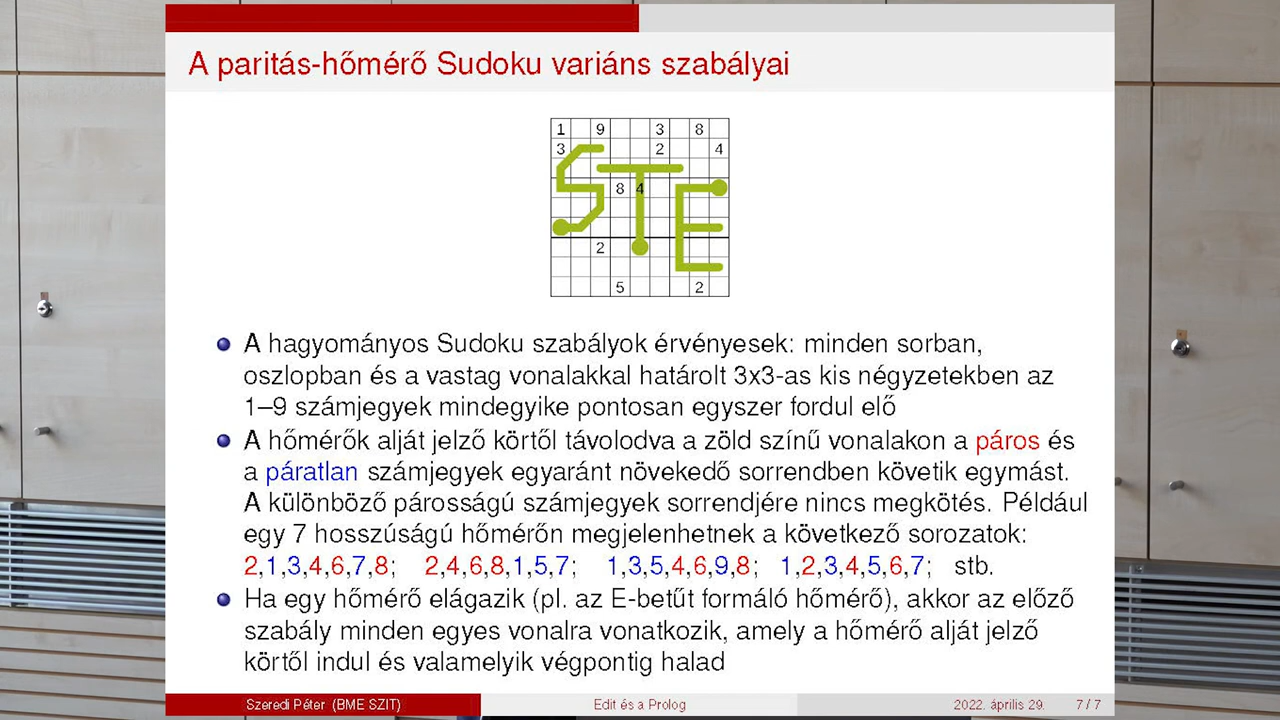 A paritás-hőmérő Sudoku variáns szabályai
1 9 3 8
3 2 4
8 4
2
5 2
A hagyományos Sudoku szabályok érvényesek: minden sorban,
oszlopban és a vastag vonalakkal határolt 3x3-as kis négyzetekben az
1–9 számjegyek mindegyike pontosan egyszer fordul elő
A hőmérők alját jelző körtől távolodva a zöld színű vonalakon a páros és
a páratlan számjegyek egyaránt növekedő sorrendben követik egymást.
A különböző párosságú számjegyek sorrendjére nincs megkötés. Például
egy 7 hosszúságú hőmérőn megjelenhetnek a következő sorozatok:
2,1,3,4,6,7,8; 2,4,6,8,1,5,7; 1,3,5,4,6,9,8; 1,2,3,4,5,6,7; stb.
Ha egy hőmérő elágazik (pl. az E-betűt formáló hőmérő), akkor az előző
szabály minden egyes vonalra vonatkozik, amely a hőmérő alját jelző
körtől indul és valamelyik végpontig halad
Szeredi Péter (BME SZIT) Edit és a Prolog 2022. április 29. 7 / 7